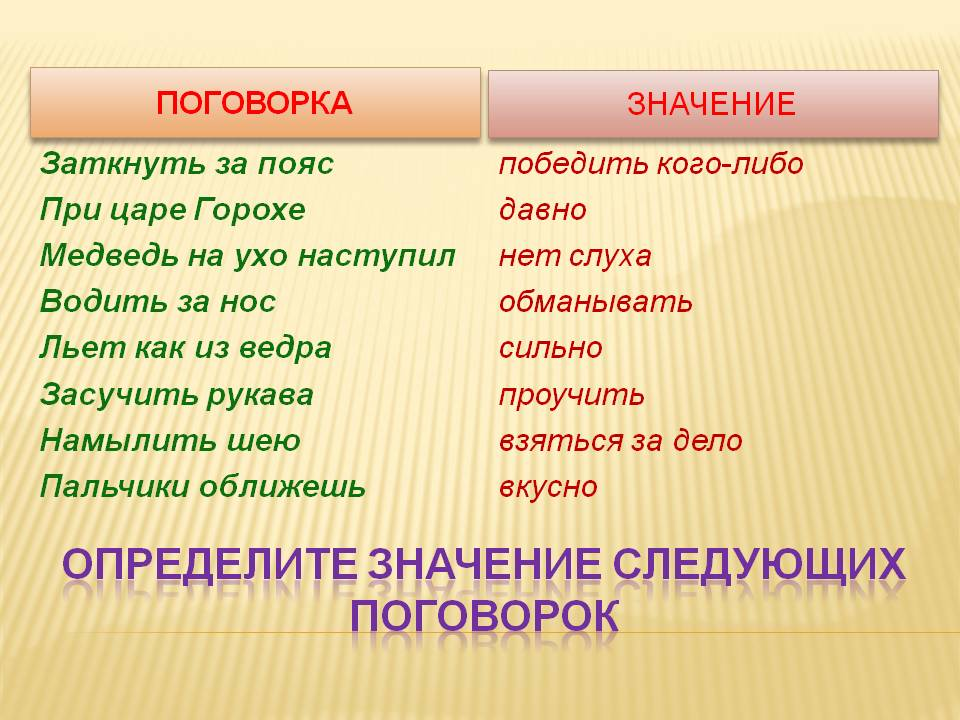 ПОГОВОРКА
ЗНАЧЕНИЕ
Заткнуть за пояс
победить кого-либо
При царе Горохе
давно
Медведь на ухо наступил
нет слуха
Водить за нос
обманывать
Льет как из ведра
сильно
Засучить рукава
проучить
Намылить шею
взяться за дело
Пальчики оближешь
вкусно
ОПРЕДЕЛИТЕ ЗНАЧЕНИЕ СЛЕДУЮЩИХ
ПОГОВОРОК